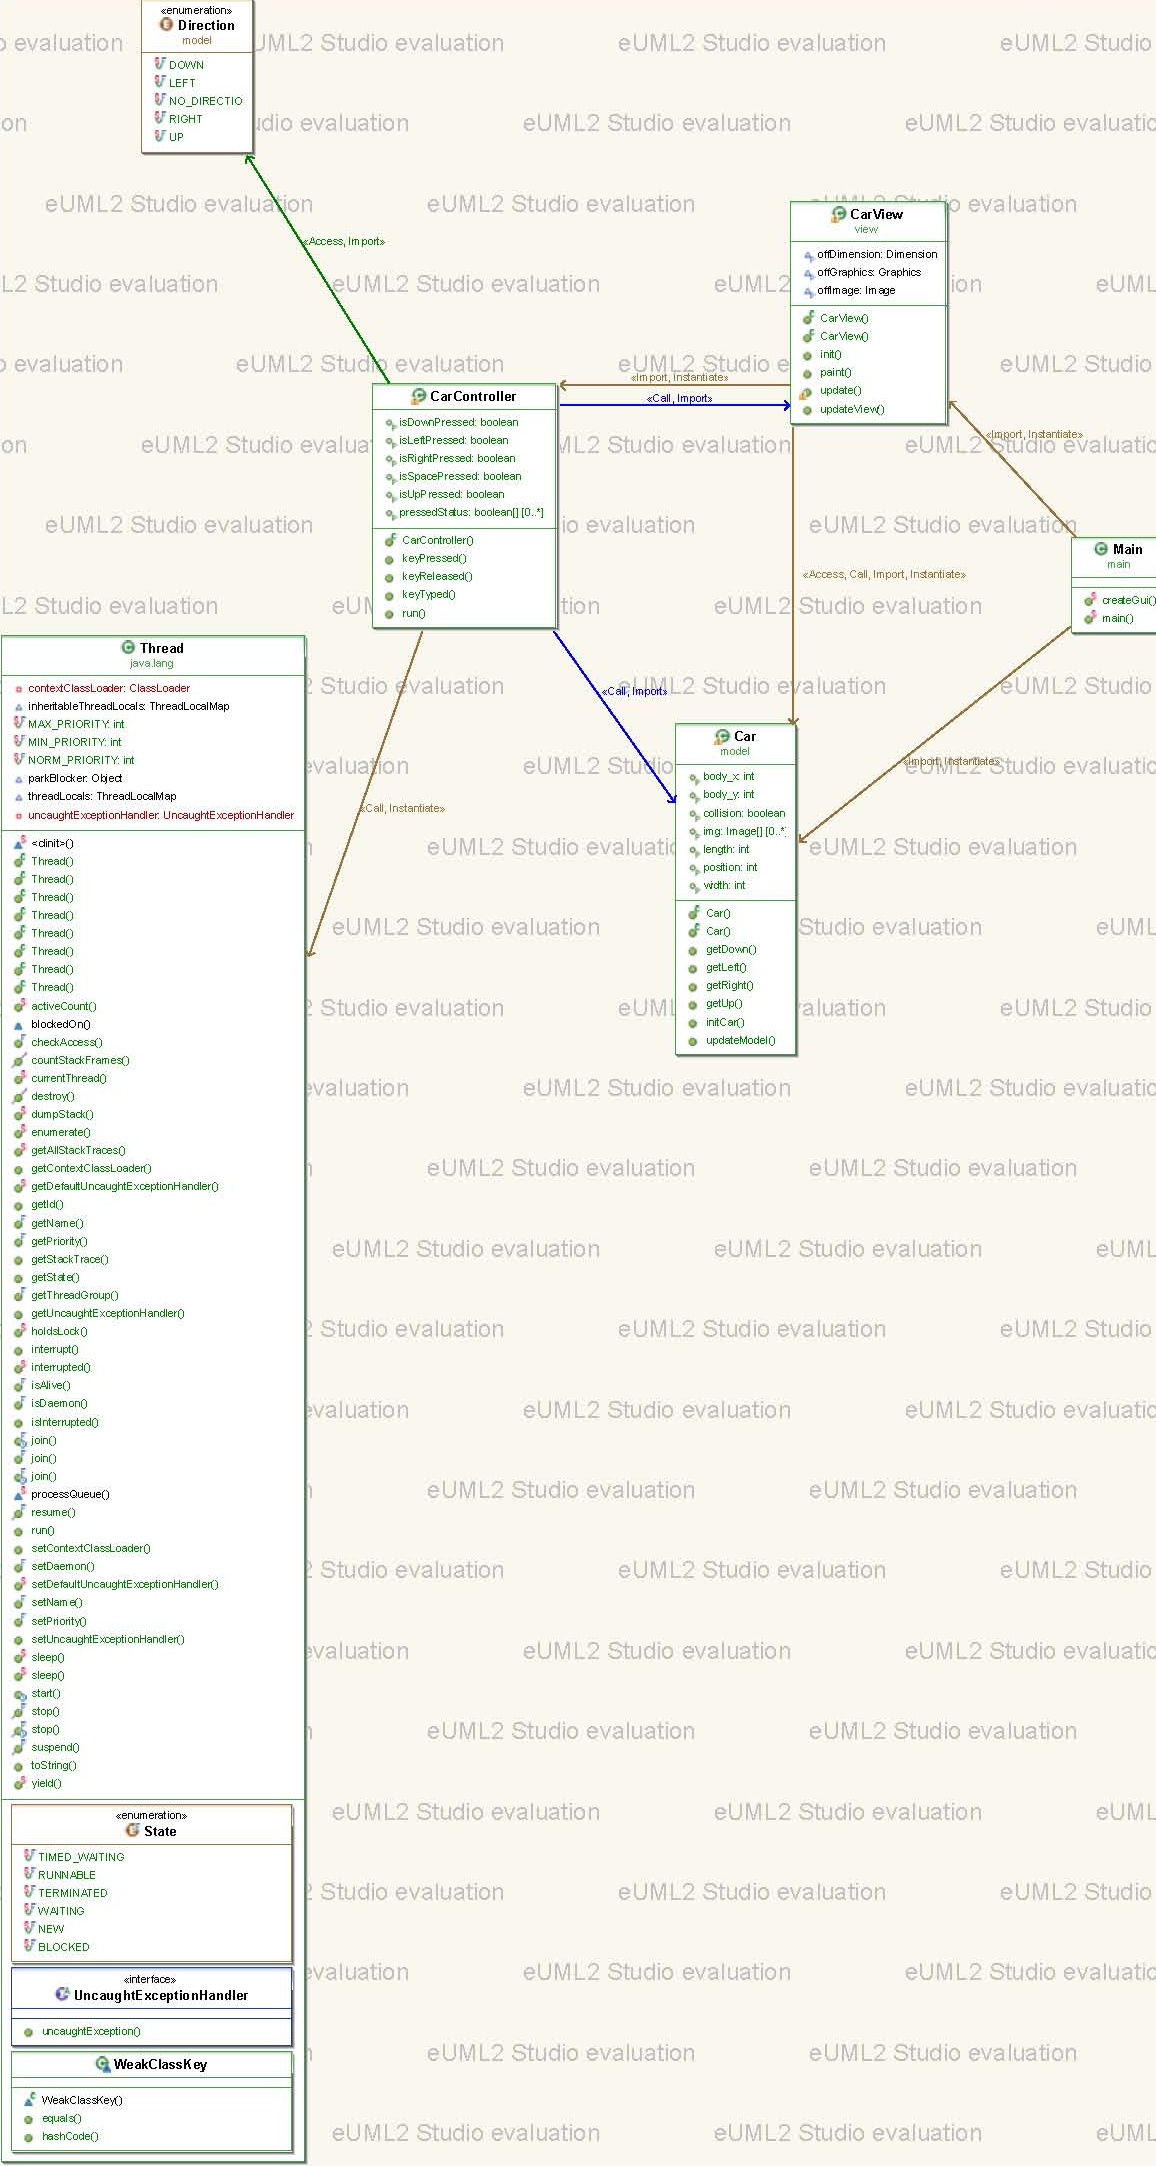 «enumeration»
Direction
model
DOWN
LEFT
NO_DIRECTIO
RIGHT
UP
«Access, Import»
CarView
view
offDimension: Dimension
offGraphics: Graphics
offImage: Image
CarView()
CarView()
init()
paint()
update()
updateView()
«Import, Instantiate»
«Call, Import»
CarController
isDownPressed: boolean
isLeftPressed: boolean
isRightPressed: boolean
isSpacePressed: boolean
isUpPressed: boolean
pressedStatus: boolean[] [0..*]
CarController()
keyPressed()
keyReleased()
keyTyped()
run()
«Import, Instantiate»
Main
main
createGui()
main()
«Access, Call, Import, Instantiate»
«Call, Import»
«Import, Instantiate»
«Call, Instantiate»
Car
model
body_x: int
body_y: int
collision: boolean
img: Image[] [0..*]
length: int
position: int
width: int
Car()
Car()
getDown()
getLeft()
getRight()
getUp()
initCar()
updateModel()
Thread
java.lang
contextClassLoader: ClassLoader
inheritableThreadLocals: ThreadLocalMap
MAX_PRIORITY: int
MIN_PRIORITY: int
NORM_PRIORITY: int
parkBlocker: Object
threadLocals: ThreadLocalMap
uncaughtExceptionHandler: UncaughtExceptionHandler
<clinit>()
Thread()
Thread()
Thread()
Thread()
Thread()
Thread()
Thread()
Thread()
activeCount()
blockedOn()
checkAccess()
countStackFrames()
currentThread()
destroy()
dumpStack()
enumerate()
getAllStackTraces()
getContextClassLoader()
getDefaultUncaughtExceptionHandler()
getId()
getName()
getPriority()
getStackTrace()
getState()
getThreadGroup()
getUncaughtExceptionHandler()
holdsLock()
interrupt()
interrupted()
isAlive()
isDaemon()
isInterrupted()
join()
join()
join()
processQueue()
resume()
run()
setContextClassLoader()
setDaemon()
setDefaultUncaughtExceptionHandler()
setName()
setPriority()
setUncaughtExceptionHandler()
sleep()
sleep()
start()
stop()
stop()
suspend()
toString()
yield()
«enumeration»
State
TIMED_WAITING
RUNNABLE
TERMINATED
WAITING
NEW
BLOCKED
«interface»
UncaughtExceptionHandler
uncaughtException()
WeakClassKey
WeakClassKey()
equals()
hashCode()
eUML2 Studio evaluation